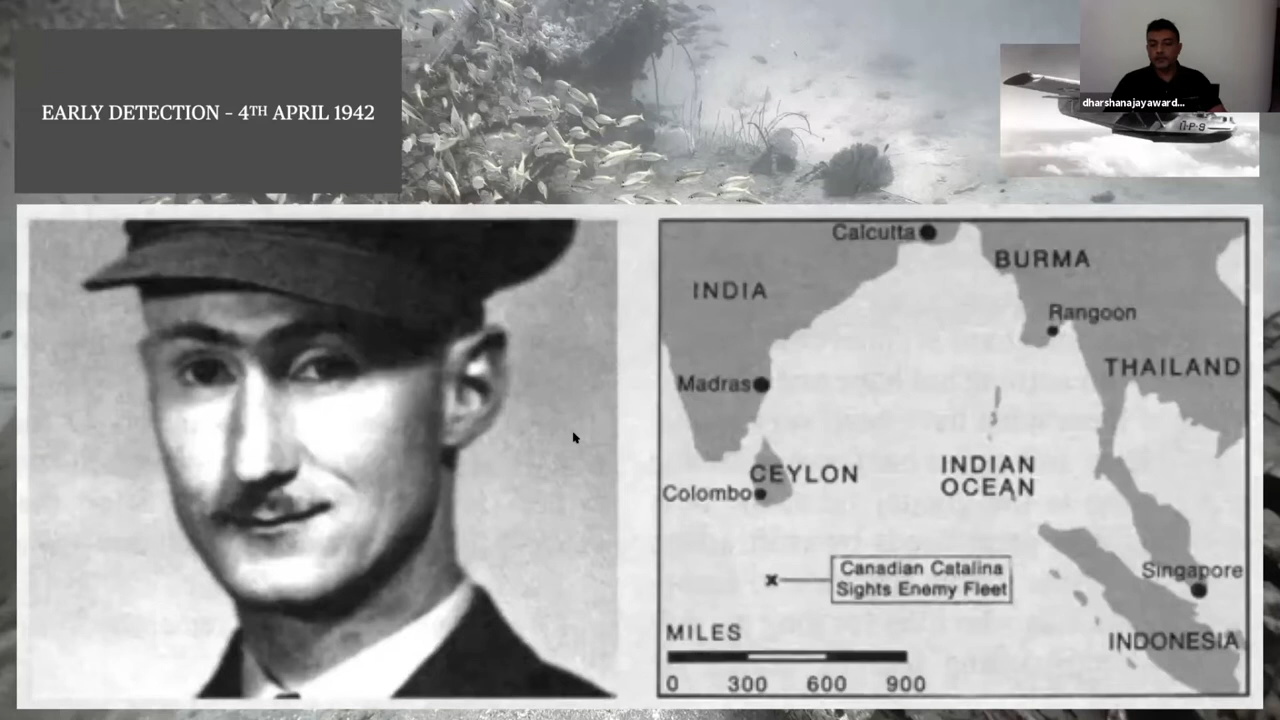 EARLY DETECTION - 4TH APRIL 1942
dharshanajayaward...
Calcutta
BURMA
INDIA
Rangoon
THAILAND
Madras
CEYLON
INDIAN
OCEAN
Colombo
Canadian Catalina
Sights Enemy Fleet
Singapore
MILES
INDONESIA
0 300 600 900